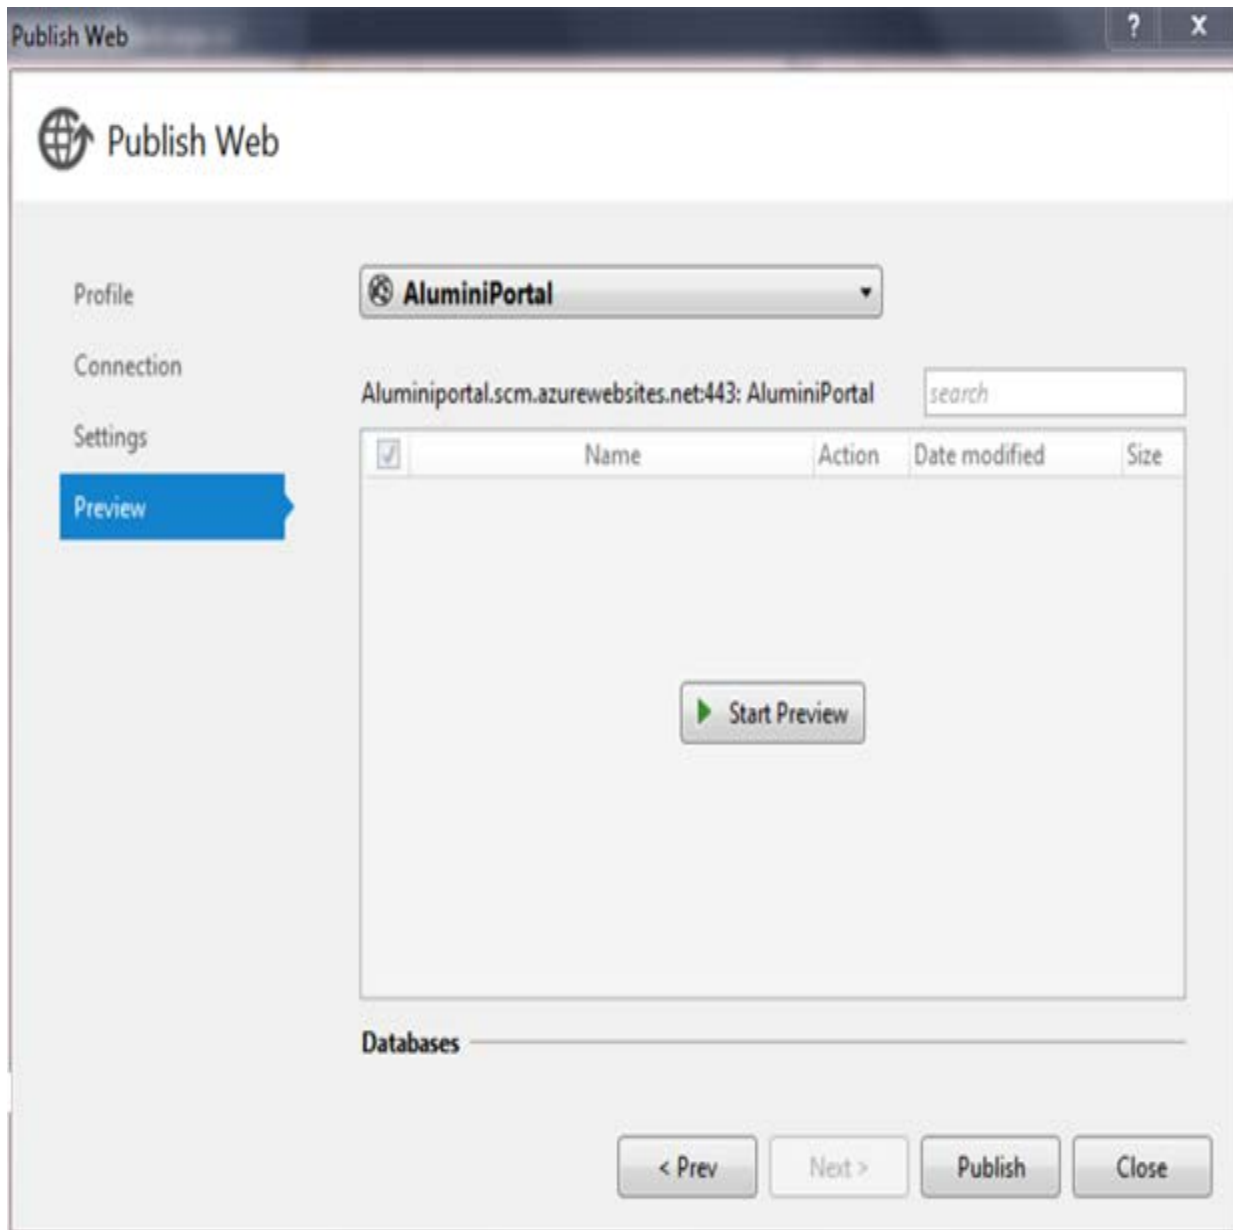 Publish Web
? X
Publish Web
Profile
AluminiPortal
Connection
Aluminiportal.scm.azurewebsites.net:443: AluminiPortal
search
Settings
Name Action Date modified Size
Preview
Start Preview
Databases
< Prev Next > Publish Close